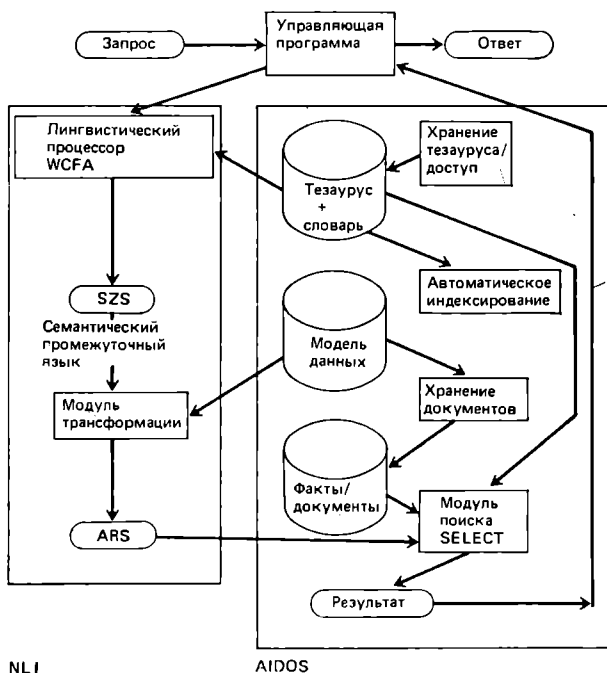 Запрос
Управляющая
программа
Ответ
Лингвистический
процессор
WCFA
SZS
Семантический
громежуточный
язык
Модуль
трансформации
ARS
NLI
Тезаурус
+
словарь
Хранение
тезауруса/
доступ
Автоматическое
индексирование
Модель
данных
Хранение
документов
Факты/
документы
Модуль
поиска
SELECT
Результат
AIDOS